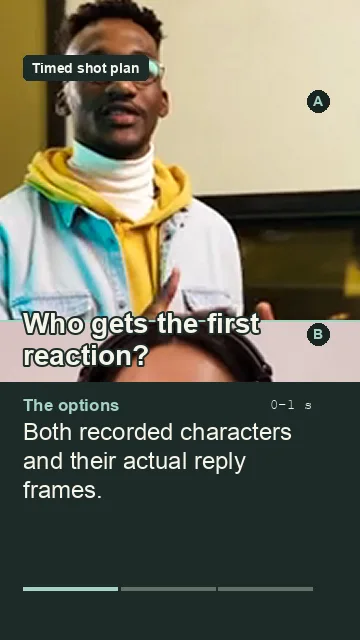 Timed shot plan
A
Who gets the first
reaction?
B
The options
0–1 s
Both recorded characters
and their actual reply
frames.